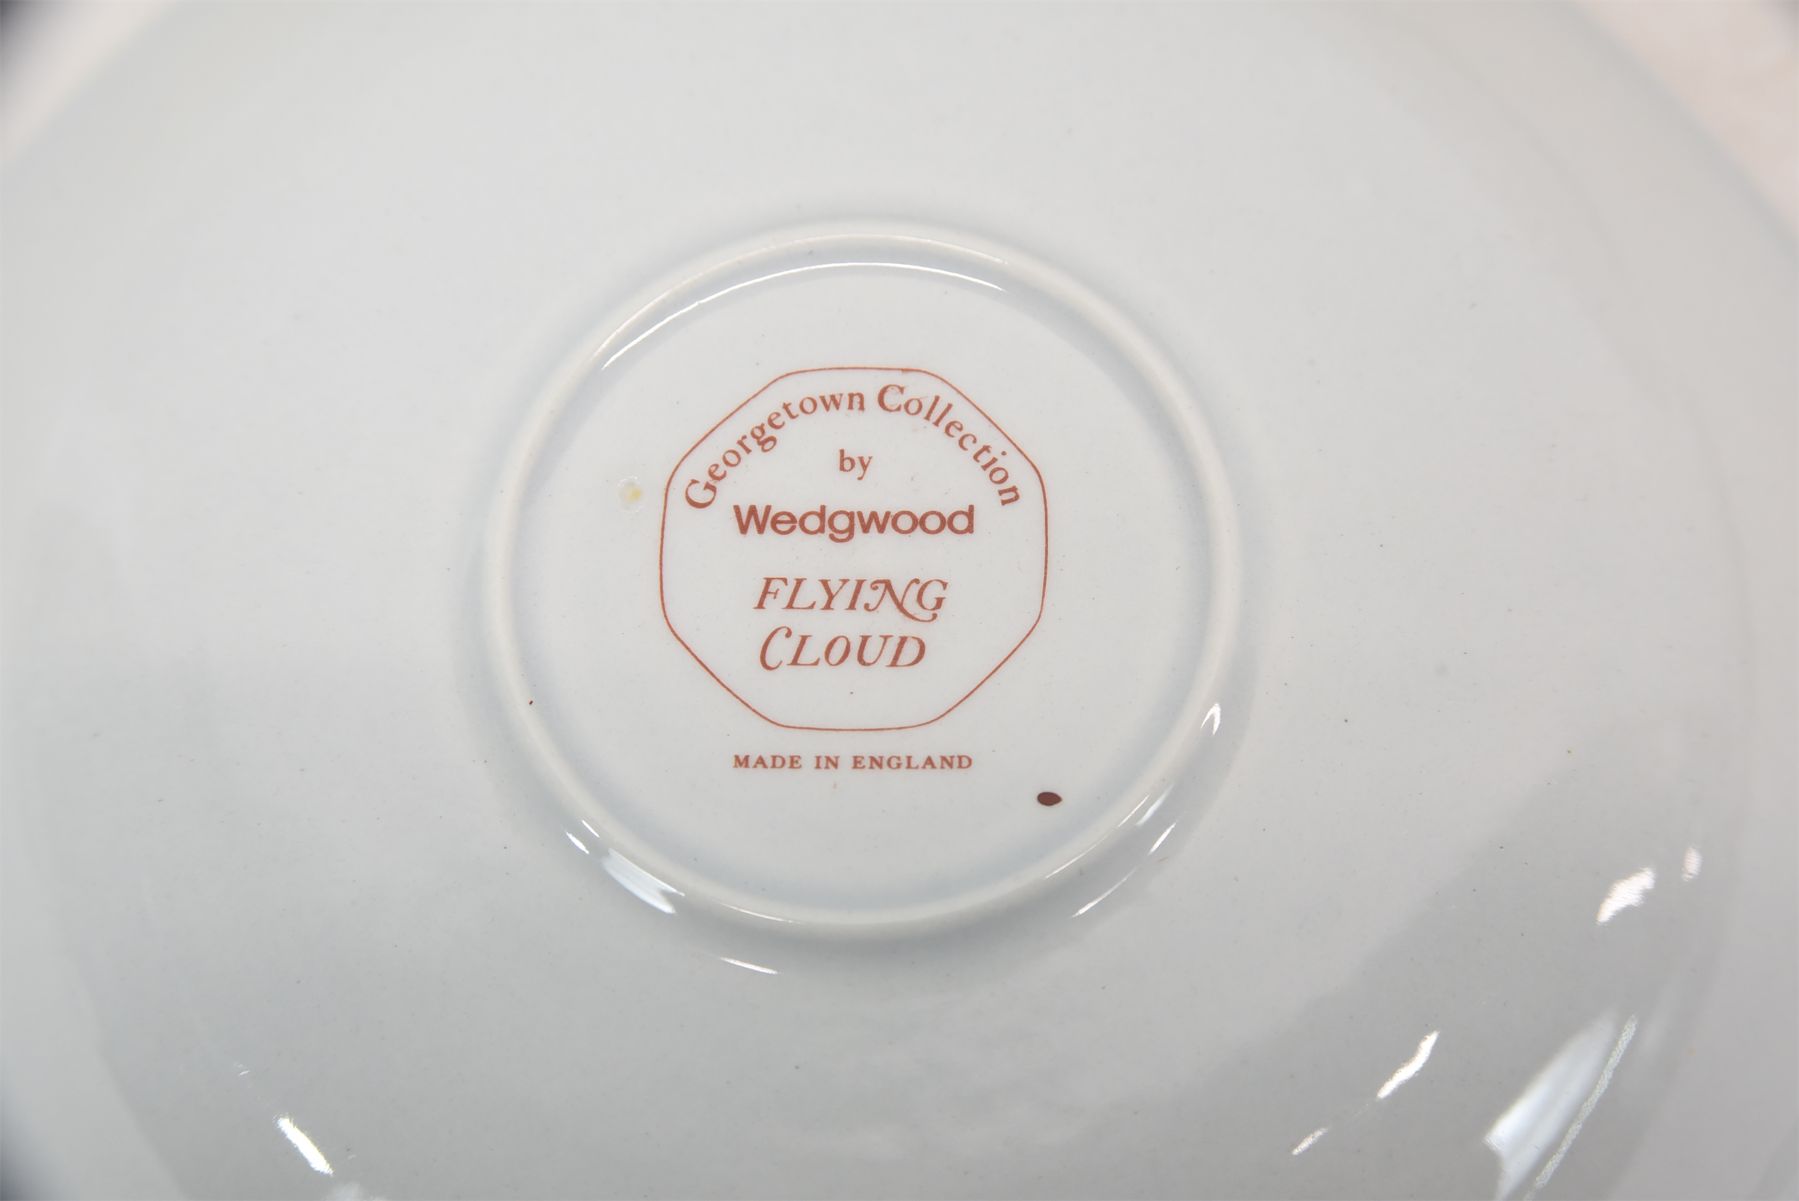 Georgetown Collection
by
Wedgwood
FLYING
CLOUD
MADE IN ENGLAND